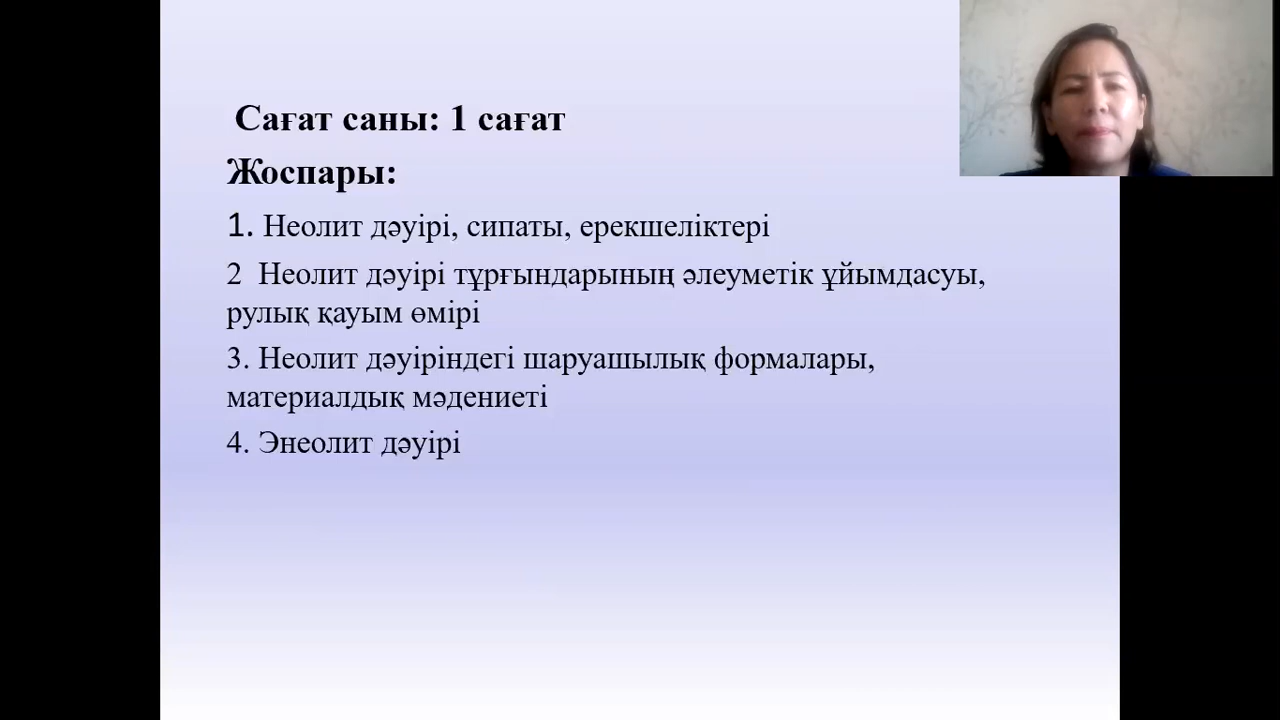 Сағат саны: 1 сағат
Жоспары:
1. Неолит дәуірі, сипаты, ерекшеліктері
2  Неолит дәуірі тұрғындарының әлеуметік ұйымдасуы,
рулық қауым өмірі
3. Неолит дәуіріндегі шаруашылық формалары,
материалдық мәдениеті
4. Энеолит дәуірі